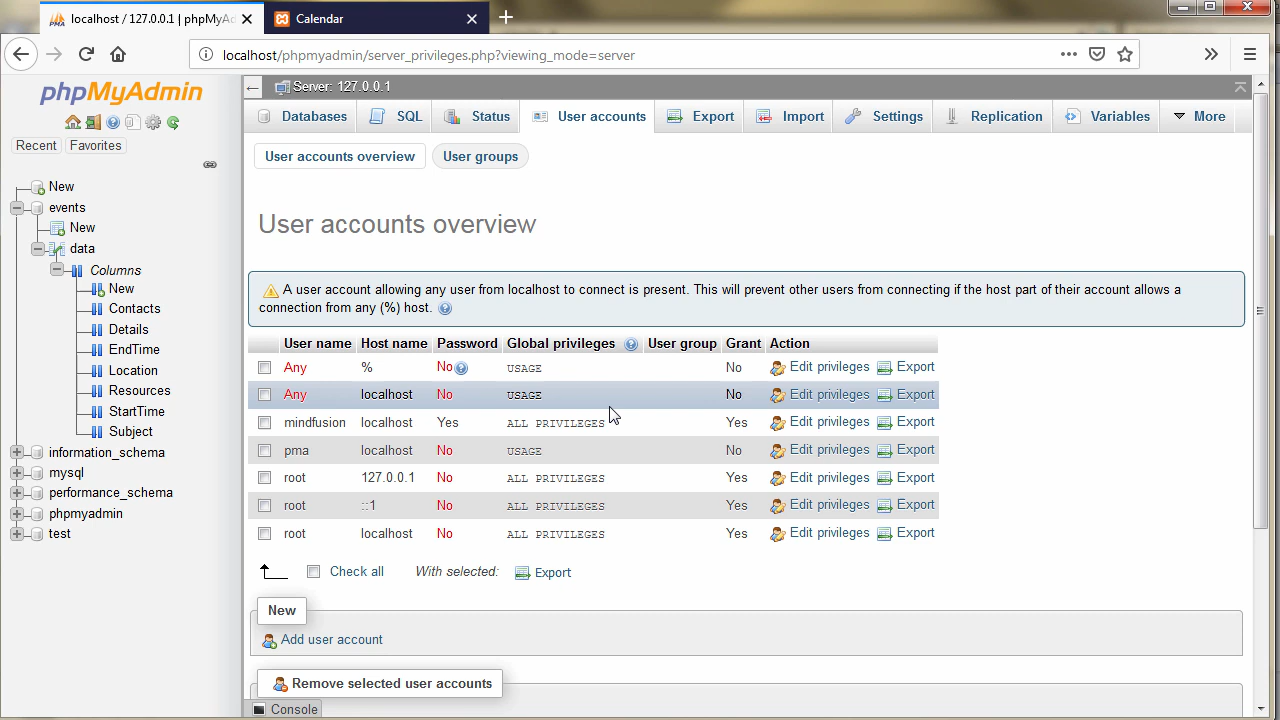 localhost / 127.0.0.1 | phpMyAd
Calendar
localhost/phpmyadmin/server_privileges.php?viewing_mode=server
phpMyAdmin
Recent Favorites
New
events
New
data
Columns
New
Contacts
Details
EndTime
Location
Resources
StartTime
Subject
information_schema
mysql
performance_schema
phpmyadmin
test
Server: 127.0.0.1
Databases SQL Status User accounts Export Import Settings Replication Variables More
User accounts overview User groups
User accounts overview
A user account allowing any user from localhost to connect is present. This will prevent other users from connecting if the host part of their account allows a
connection from any (%) host.
User name Host name Password Global privileges User group Grant Action
Any % No USAGE No Edit privileges Export
Any localhost No USAGE No Edit privileges Export
mindfusion localhost Yes ALL PRIVILEGES Yes Edit privileges Export
pma localhost No USAGE No Edit privileges Export
root 127.0.0.1 No ALL PRIVILEGES Yes Edit privileges Export
root ::1 No ALL PRIVILEGES Yes Edit privileges Export
root localhost No ALL PRIVILEGES Yes Edit privileges Export
Check all With selected: Export
New
Add user account
Remove selected user accounts
Console